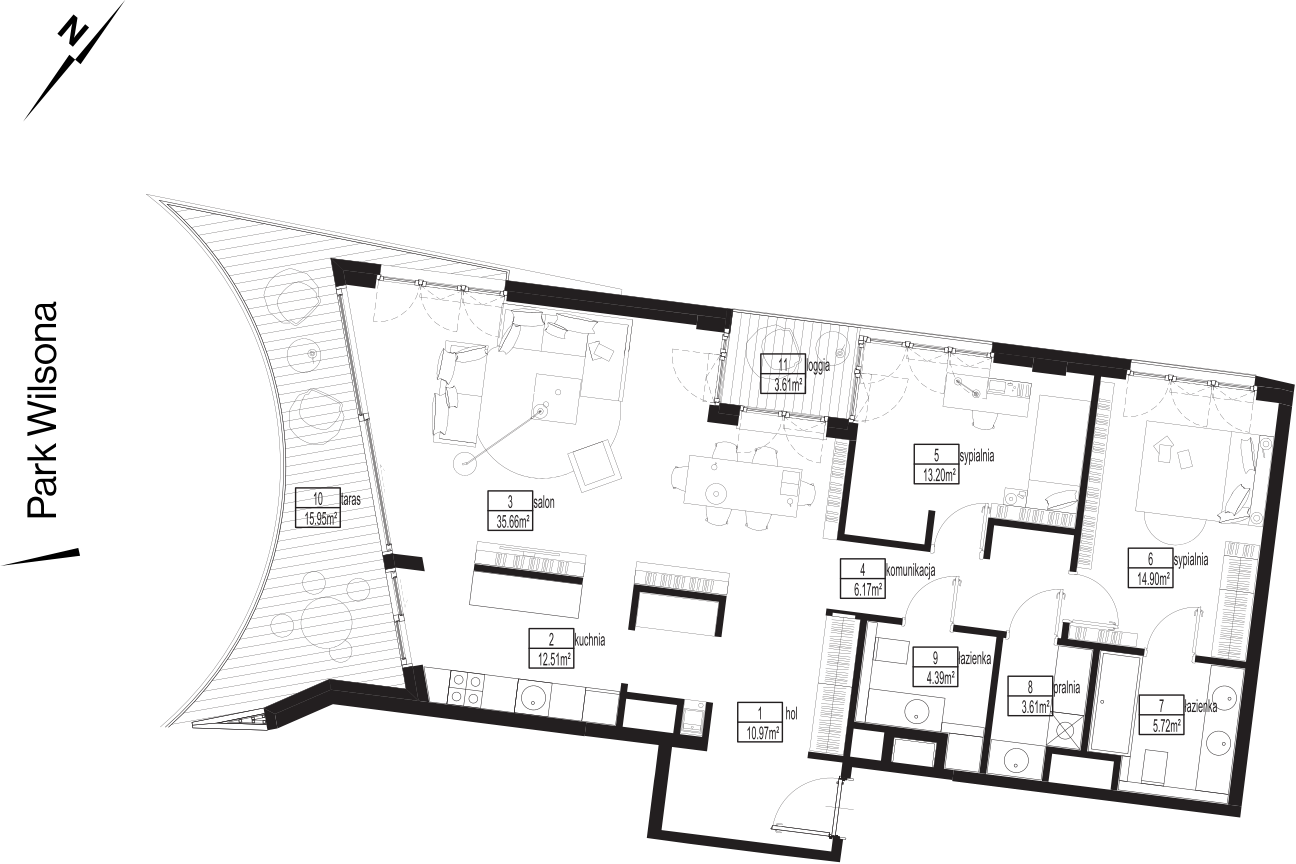 N
Park Wilsona
11 loggia
3.61m²
5 sypialnia
13.20m²
10 taras
15.95m²
3 salon
35.66m²
6 sypialnia
14.90m²
4 komunikacja
6.17m²
2 kuchnia
12.51m²
9 łazienka
4.39m²
8 pralnia
3.61m²
7 łazienka
5.72m²
1 hol
10.97m²